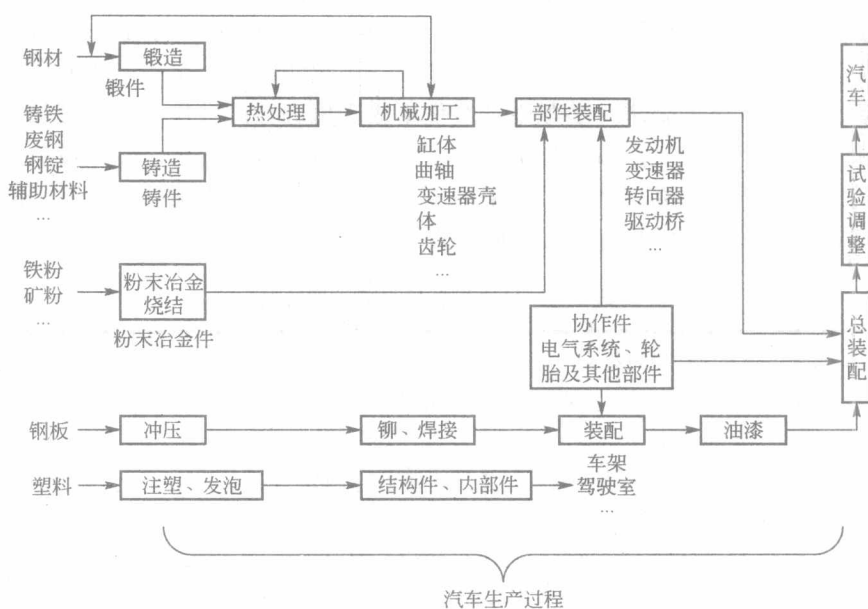 钢材
锻造
锻件
铸铁
废钢
钢锭
辅助材料
…
铸造
铸件
热处理
机械加工
缸体
曲轴
变速器壳
体
齿轮
…
部件装配
发动机
变速器
转向器
驱动桥
…
汽车
试验调整
总装配
铁粉
矿粉
…
粉末冶金
烧结
粉末冶金件
协作件
电气系统、轮
胎及其他部件
钢板
冲压
铆、焊接
装配
油漆
车架
驾驶室
…
塑料
注塑、发泡
结构件、内部件
汽车生产过程